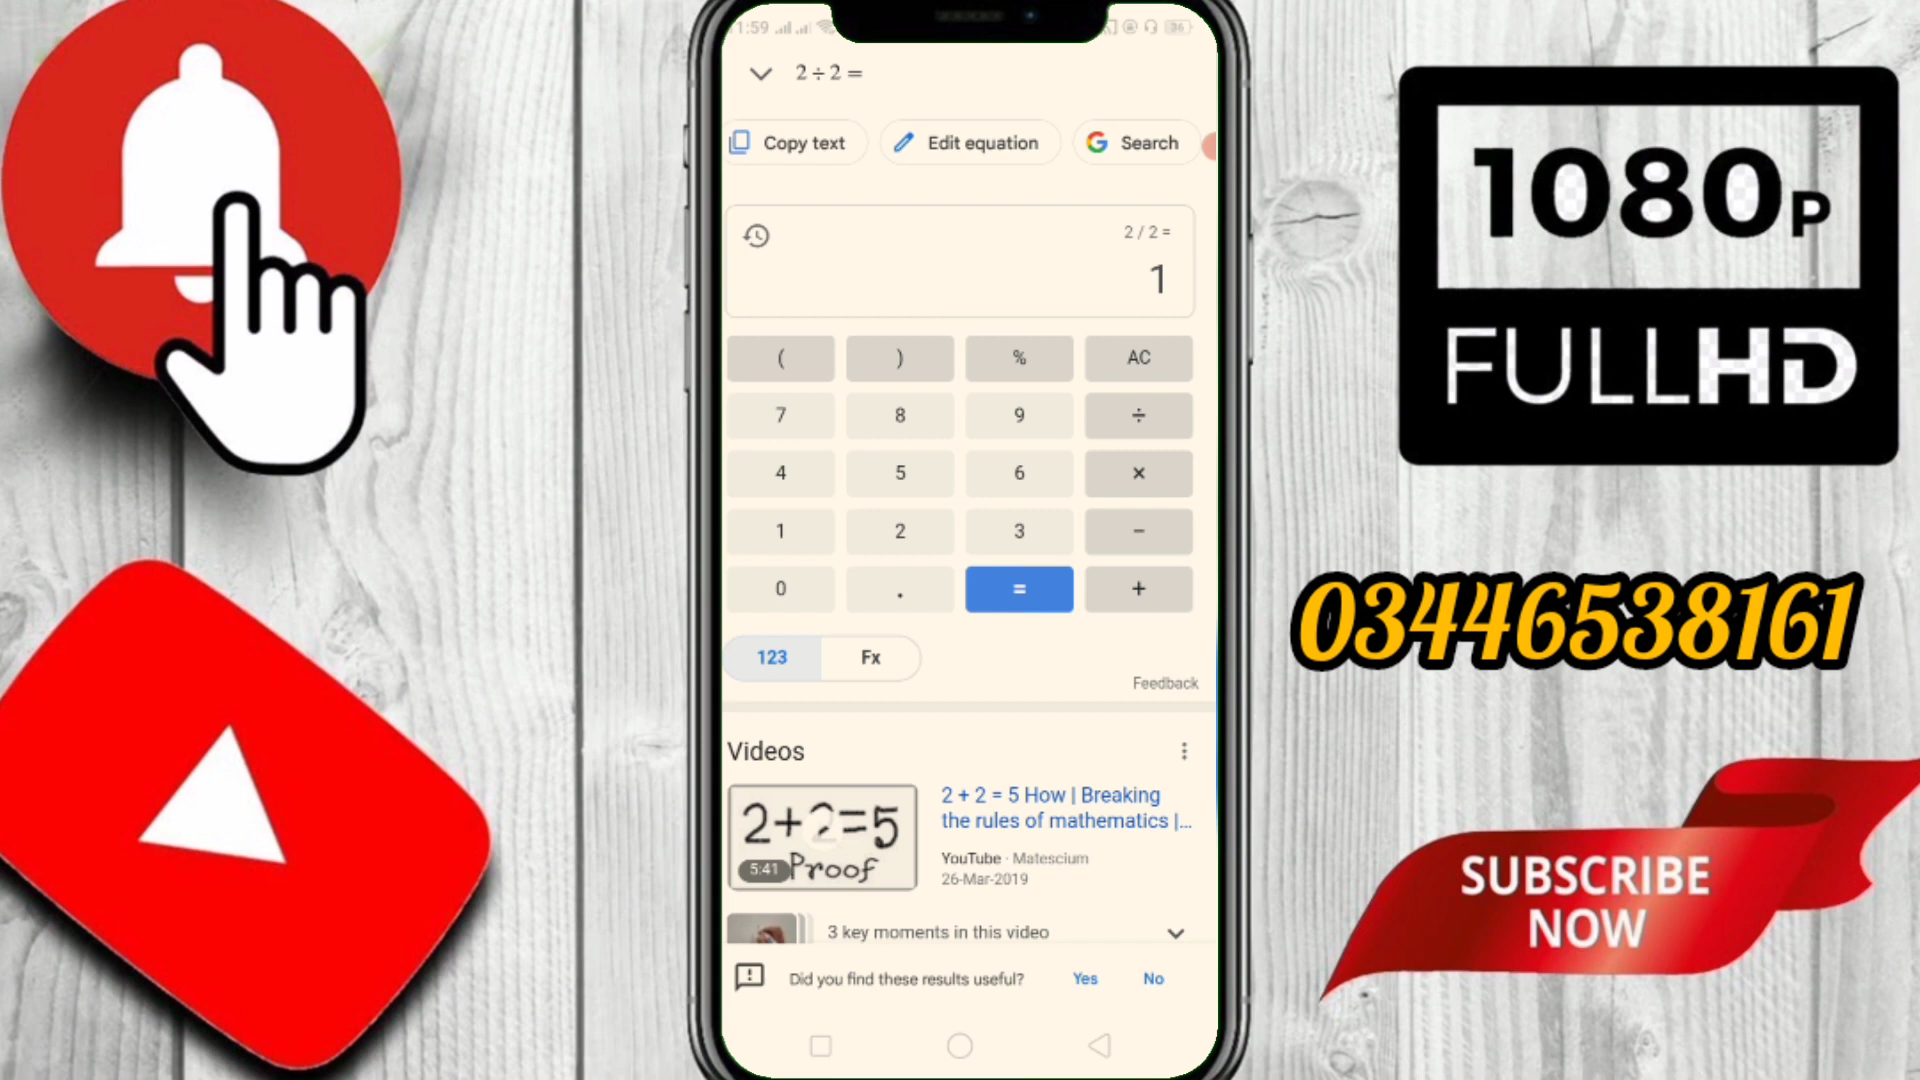 1:59
36
2 ÷ 2 =
Copy text
Edit equation
Search
2 / 2 =
1
( ) % AC
7 8 9 ÷
4 5 6 ×
1 2 3 −
0 . = +
123 Fx
Feedback
Videos
2+2=5
Proof
5:41
2 + 2 = 5 How | Breaking
the rules of mathematics |...
YouTube · Matescium
26-Mar-2019
3 key moments in this video
Did you find these results useful? Yes No
1080P
FULLHD
03446538161
SUBSCRIBE
NOW